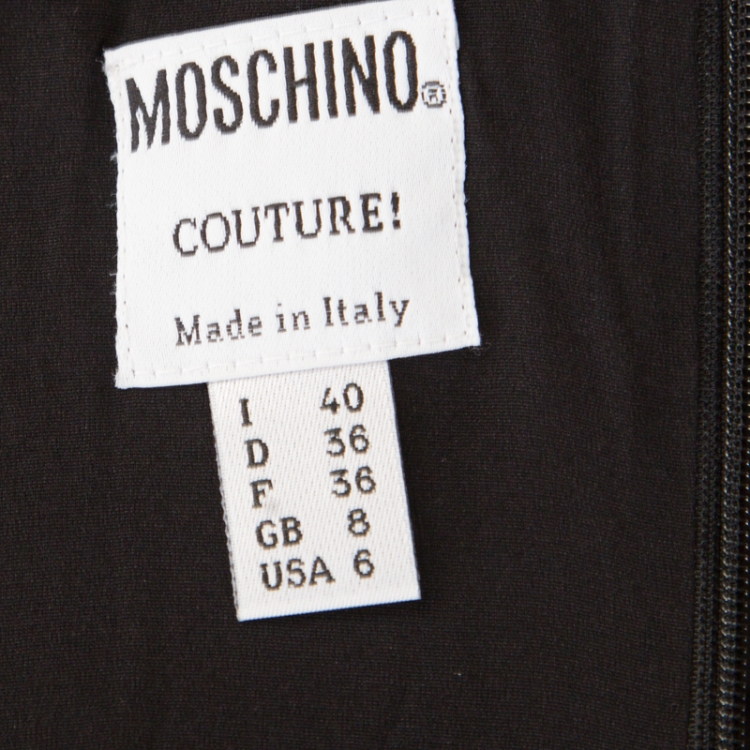 MOSCHINO®
COUTURE!
Made in Italy
I 40
D 36
F 36
GB 8
USA 6